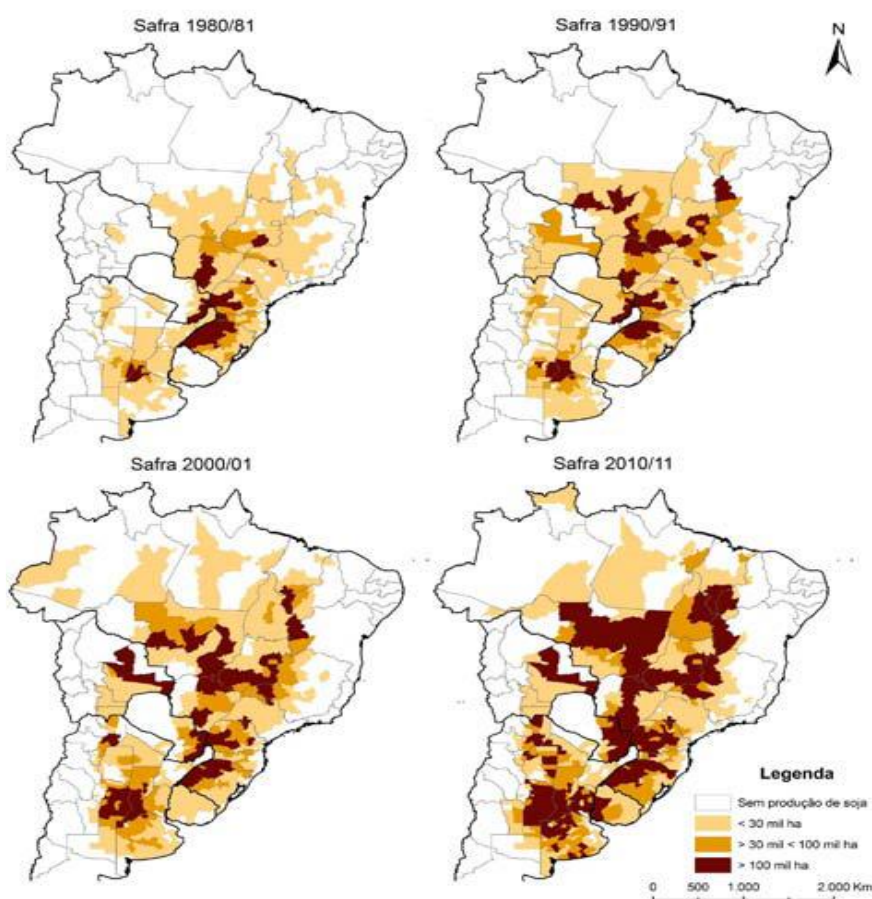 Safra 1980/81
Safra 1990/91
N
Safra 2000/01
Safra 2010/11
Legenda
Sem produção de soja
< 30 mil ha
> 30 mil < 100 mil ha
> 100 mil ha
0 500 1.000 2.000 Km